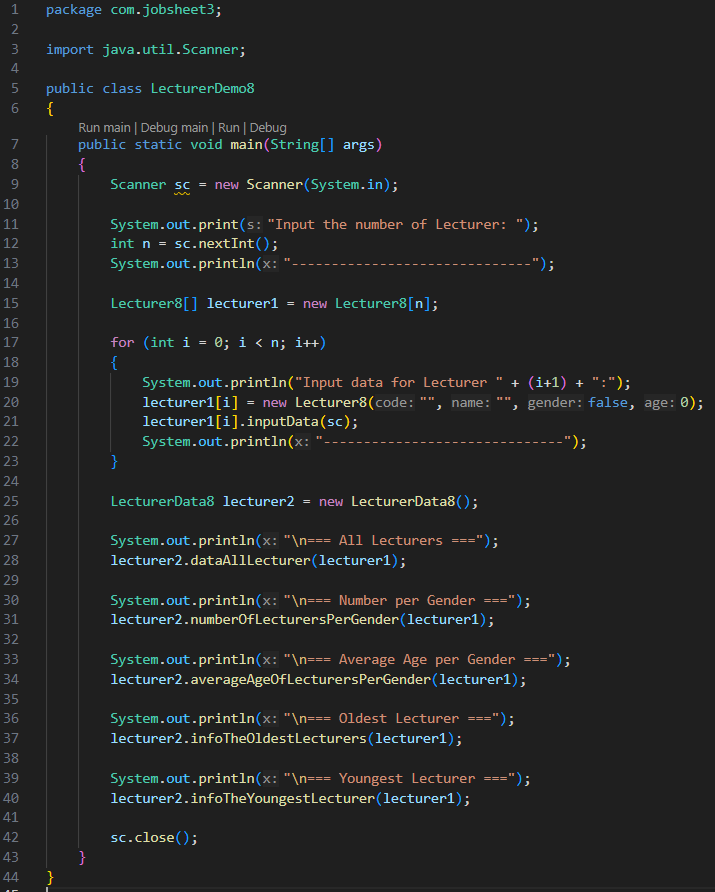 1 package com.jobsheet3;
2
3 import java.util.Scanner;
4
5 public class LecturerDemo8
6 {
Run main | Debug main | Run | Debug
7 public static void main(String[] args)
8 {
9 Scanner sc = new Scanner(System.in);
10
11 System.out.print(s: "Input the number of Lecturer: ");
12 int n = sc.nextInt();
13 System.out.println(x: "------------------------------");
14
15 Lecturer8[] lecturer1 = new Lecturer8[n];
16
17 for (int i = 0; i < n; i++)
18 {
19 System.out.println("Input data for Lecturer " + (i+1) + ":");
20 lecturer1[i] = new Lecturer8(code: "", name: "", gender: false, age: 0);
21 lecturer1[i].inputData(sc);
22 System.out.println(x: "------------------------------");
23 }
24
25 LecturerData8 lecturer2 = new LecturerData8();
26
27 System.out.println(x: "\n=== All Lecturers ===");
28 lecturer2.dataAllLecturer(lecturer1);
29
30 System.out.println(x: "\n=== Number per Gender ===");
31 lecturer2.numberOfLecturersPerGender(lecturer1);
32
33 System.out.println(x: "\n=== Average Age per Gender ===");
34 lecturer2.averageAgeOfLecturersPerGender(lecturer1);
35
36 System.out.println(x: "\n=== Oldest Lecturer ===");
37 lecturer2.infoTheOldestLecturers(lecturer1);
38
39 System.out.println(x: "\n=== Youngest Lecturer ===");
40 lecturer2.infoTheYoungestLecturer(lecturer1);
41
42 sc.close();
43 }
44 }